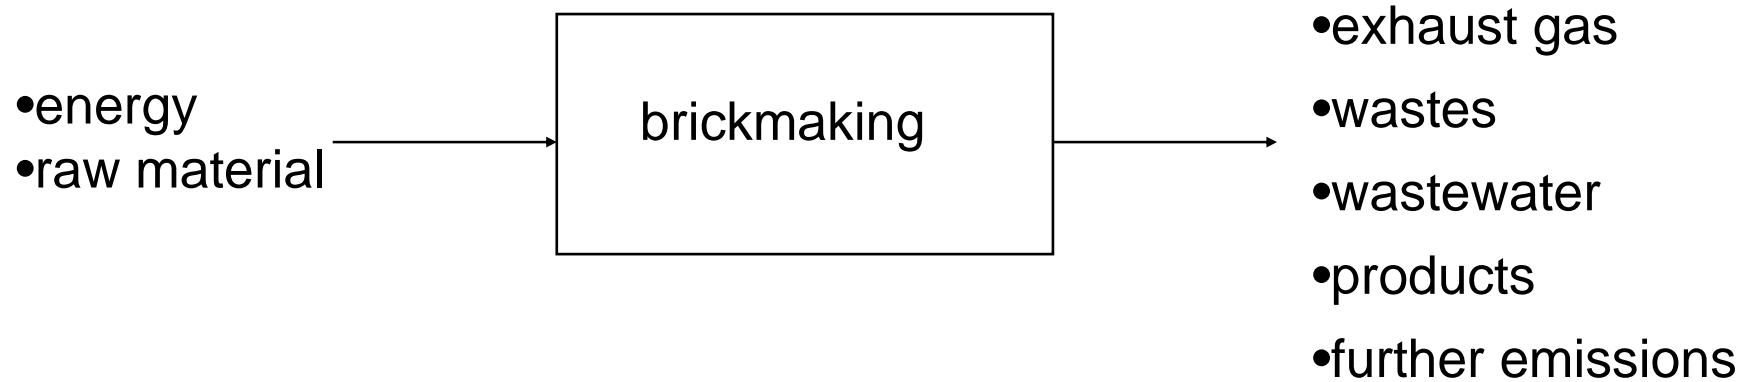 •energy
•raw material
brickmaking
•exhaust gas
•wastes
•wastewater
•products
•further emissions